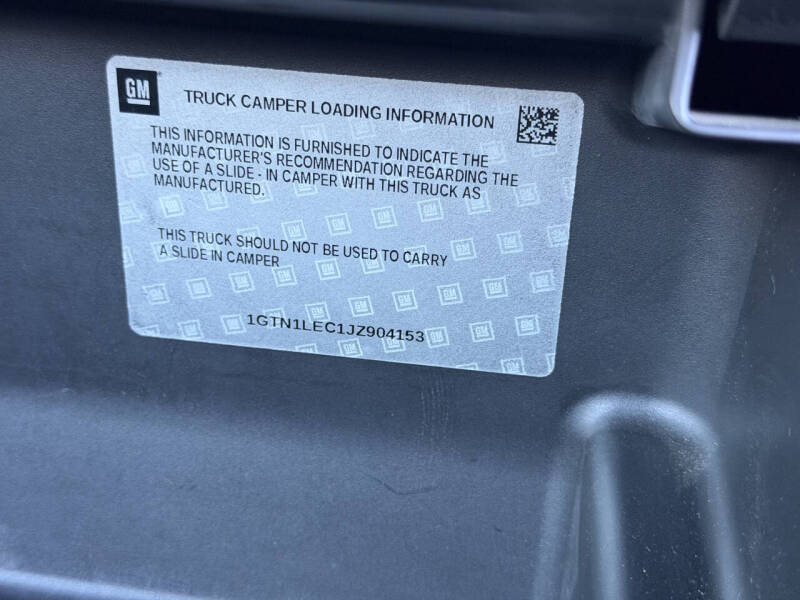 GM
TRUCK CAMPER LOADING INFORMATION
THIS INFORMATION IS FURNISHED TO INDICATE THE
MANUFACTURER'S RECOMMENDATION REGARDING THE
USE OF A SLIDE - IN CAMPER WITH THIS TRUCK AS
MANUFACTURED.
THIS TRUCK SHOULD NOT BE USED TO CARRY
A SLIDE IN CAMPER
1GTN1LEC1JZ904153